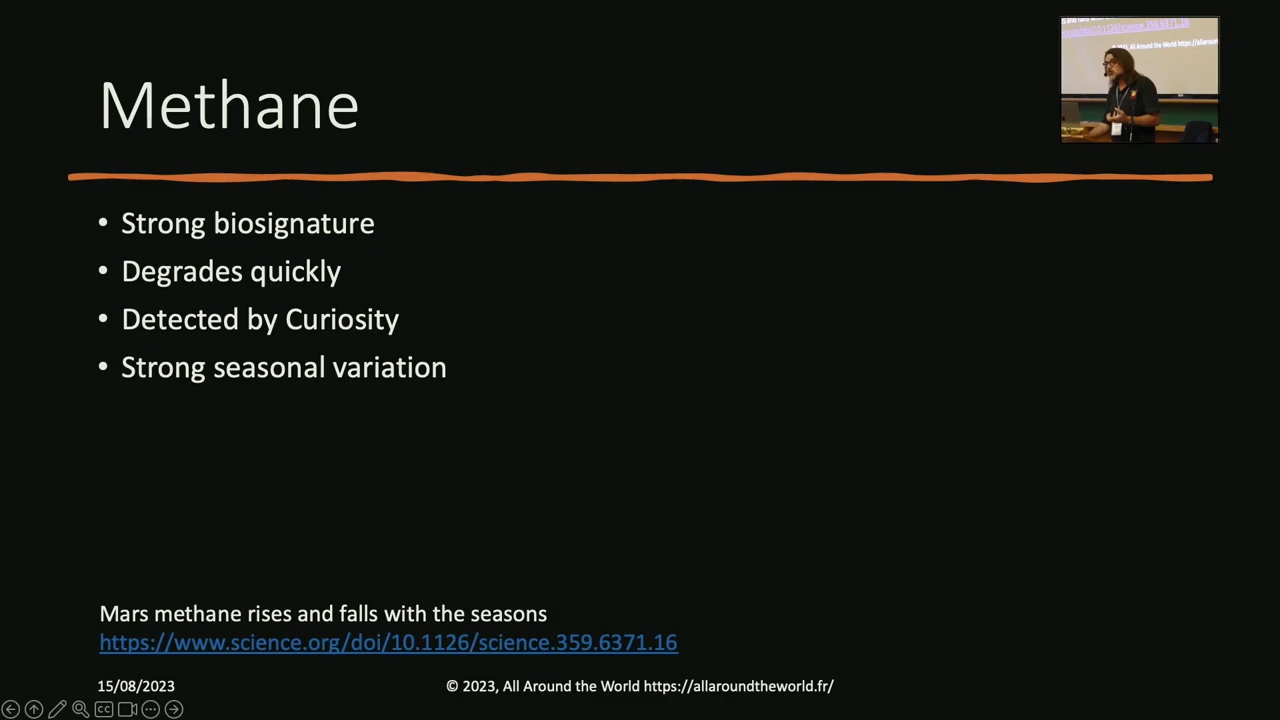 Methane
• Strong biosignature
• Degrades quickly
• Detected by Curiosity
• Strong seasonal variation
Mars methane rises and falls with the seasons
https://www.science.org/doi/10.1126/science.359.6371.16
15/08/2023
© 2023, All Around the World https://allaroundtheworld.fr/
CC